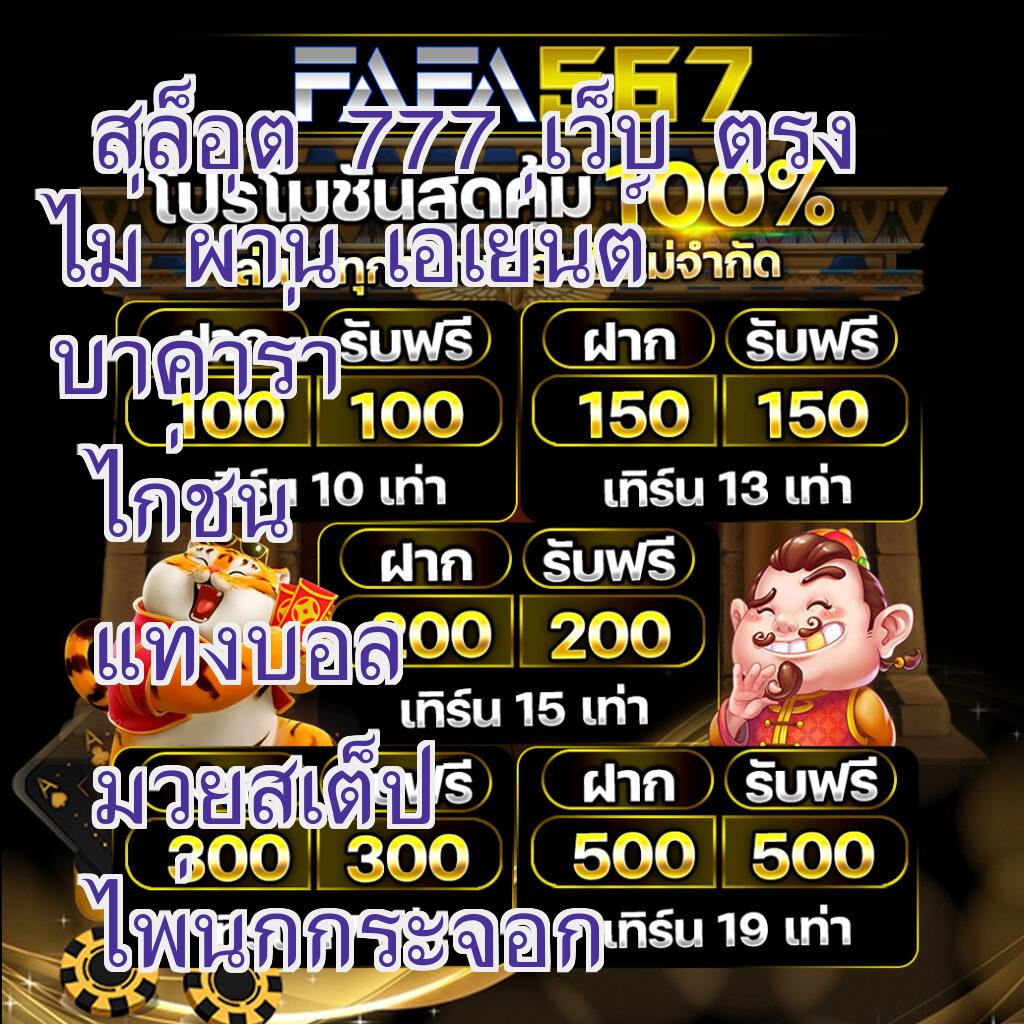 FAFA567
สล็อต 777 เว็บ ตรง
โปรโมชั่นสุดคุ้ม 100%
ไม่ ผ่าน เอเยนต์
ไม่จำกัด
บาคาร่า
รับฟรี
ฝาก รับฟรี
100 100
150 150
ไก่ชน
10 เท่า
เทิร์น 13 เท่า
ฝาก รับฟรี
200 200
แทงบอล
เทิร์น 15 เท่า
มวยสเต็ป
ฝาก รับฟรี
300 300
500 500
ไพ่นกกระจอก
เทิร์น 19 เท่า